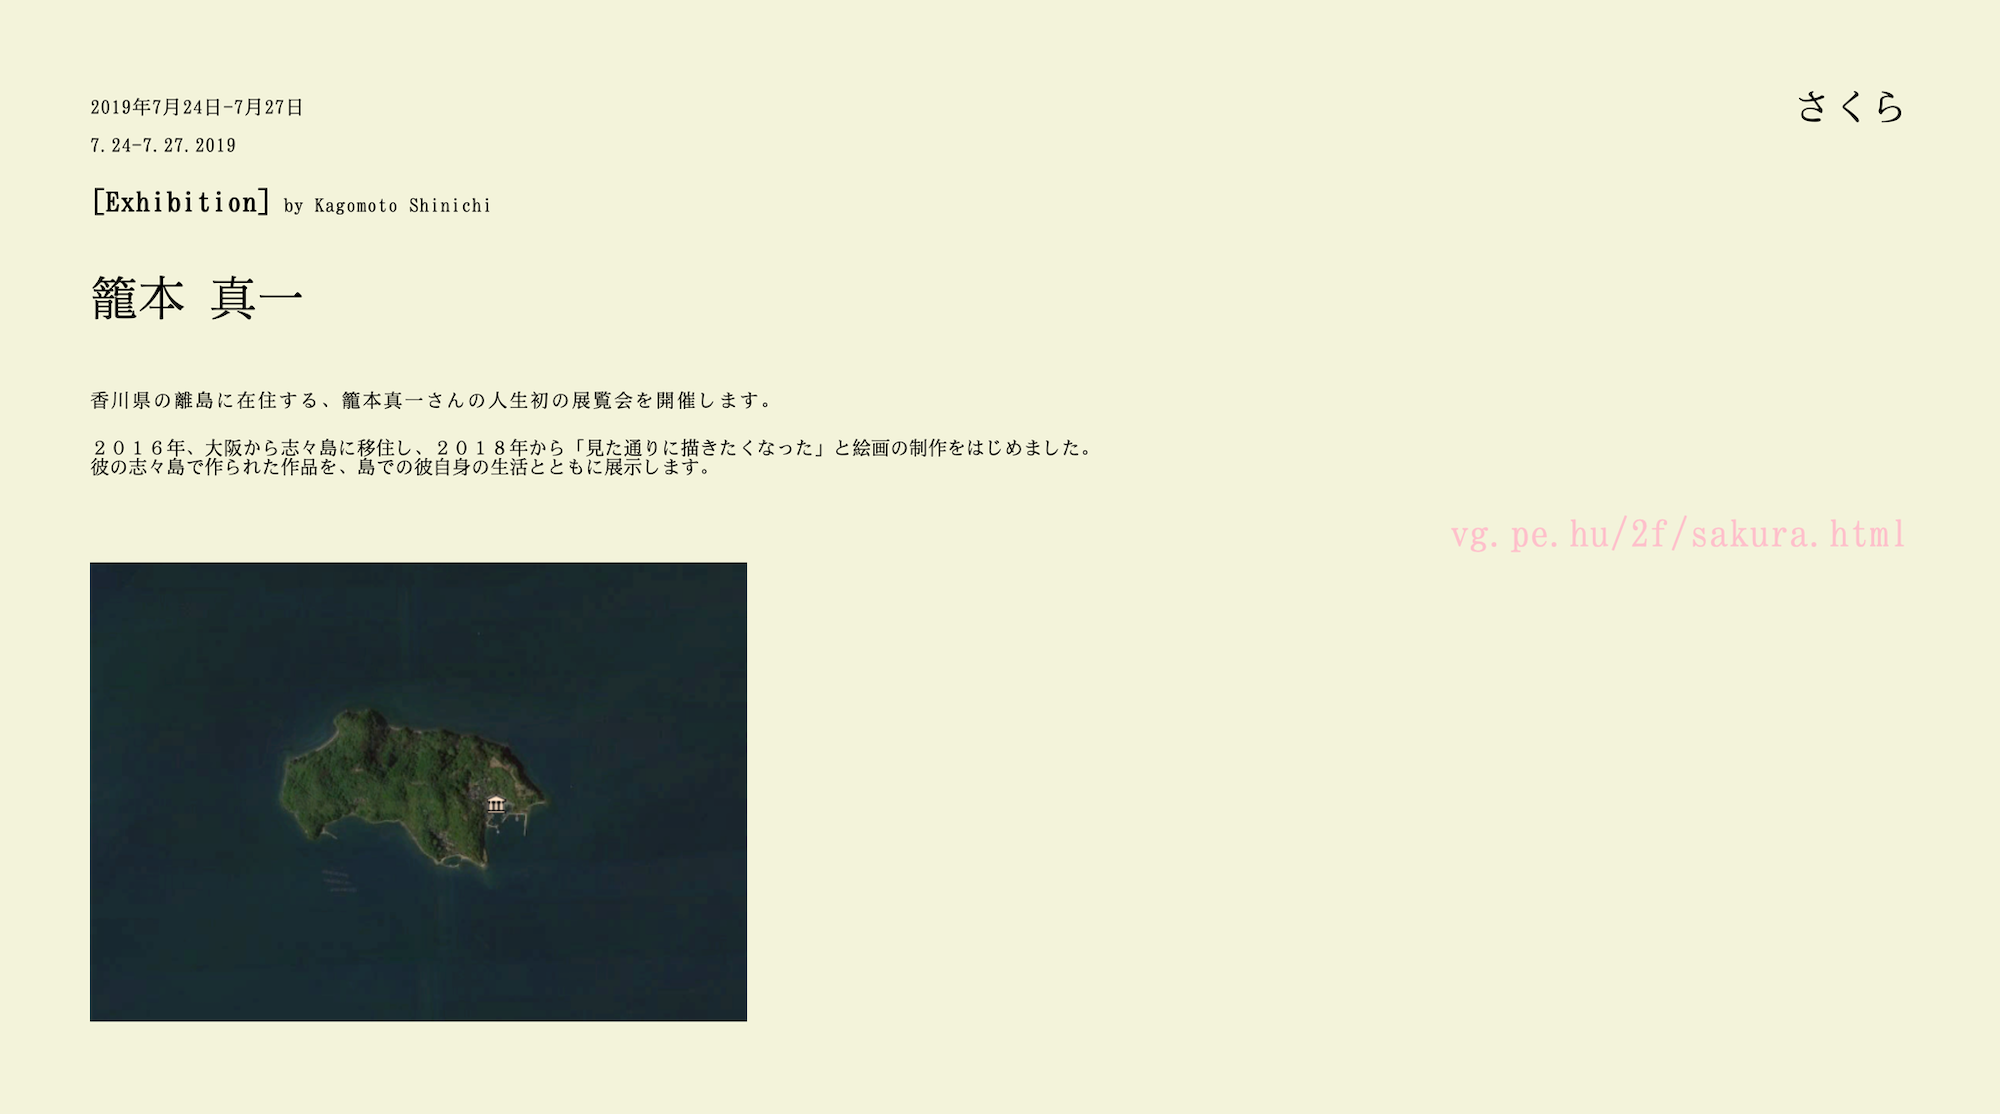 2019年7月24日-7月27日
さくら
7.24-7.27.2019
[Exhibition] by Kagomoto Shinichi
籠本 真一
香川県の離島に在住する、籠本真一さんの人生初の展覧会を開催します。
２０１６年、大阪から志々島に移住し、２０１８年から「見た通りに描きたくなった」と絵画の制作をはじめました。
彼の志々島で作られた作品を、島での彼自身の生活とともに展示します。
vg.pe.hu/2f/sakura.html